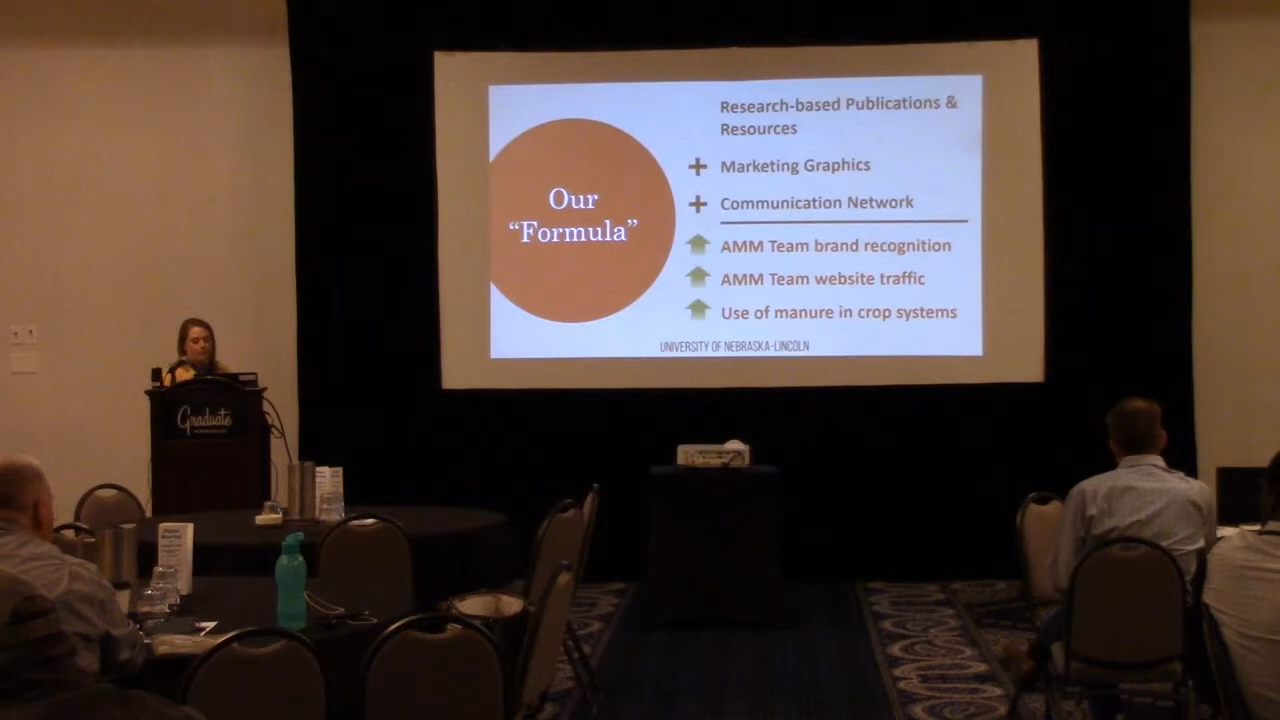 Our
“Formula”
Research-based Publications &
Resources
+ Marketing Graphics
+ Communication Network
AMM Team brand recognition
AMM Team website traffic
Use of manure in crop systems
UNIVERSITY OF NEBRASKA-LINCOLN
Graduate